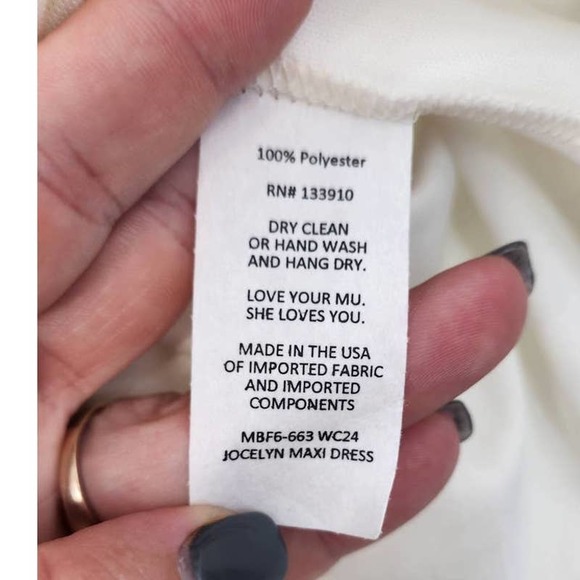 100% Polyester
RN# 133910
DRY CLEAN
OR HAND WASH
AND HANG DRY.
LOVE YOUR MU.
SHE LOVES YOU.
MADE IN THE USA
OF IMPORTED FABRIC
AND IMPORTED
COMPONENTS
MBF6-663 WC24
JOCELYN MAXI DRESS